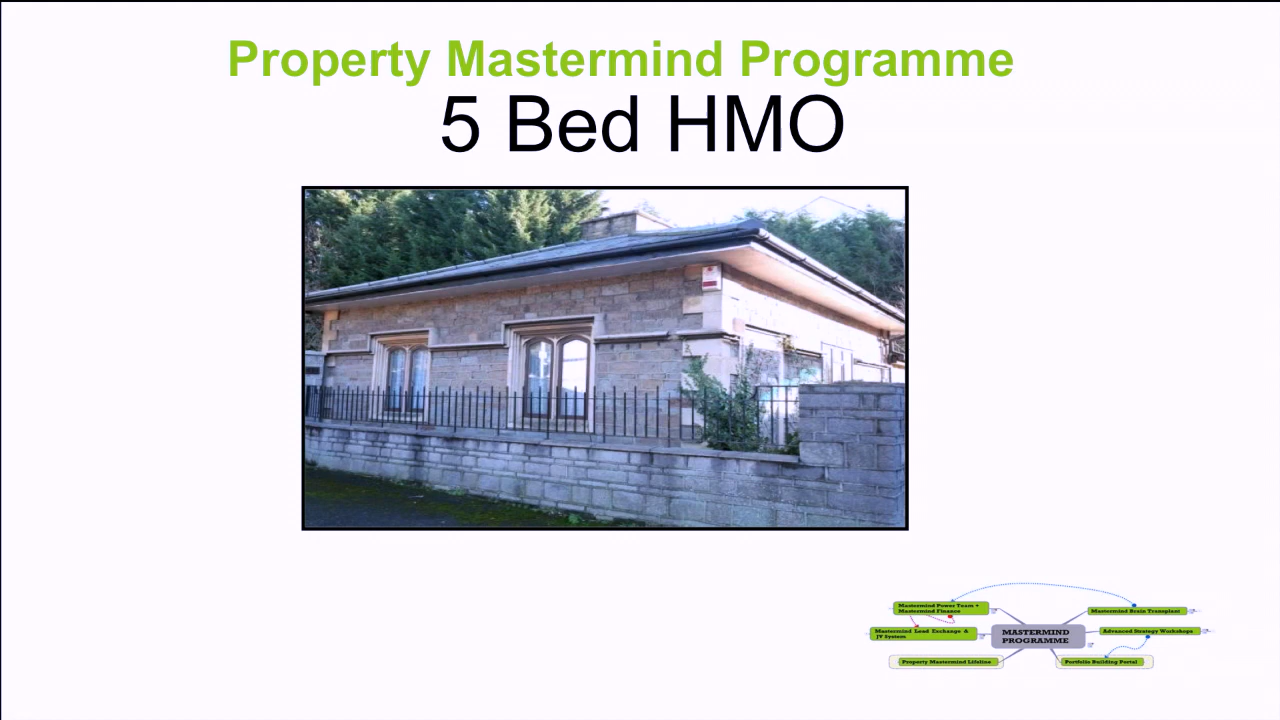 Property Mastermind Programme
5 Bed HMO
Mastermind Power Team +
Mastermind Finance
Mastermind Brain Transplant
Mastermind Lead Exchange &
JV System
MASTERMIND
PROGRAMME
Advanced Strategy Workshops
Property Mastermind Lifeline
Portfolio Building Portal